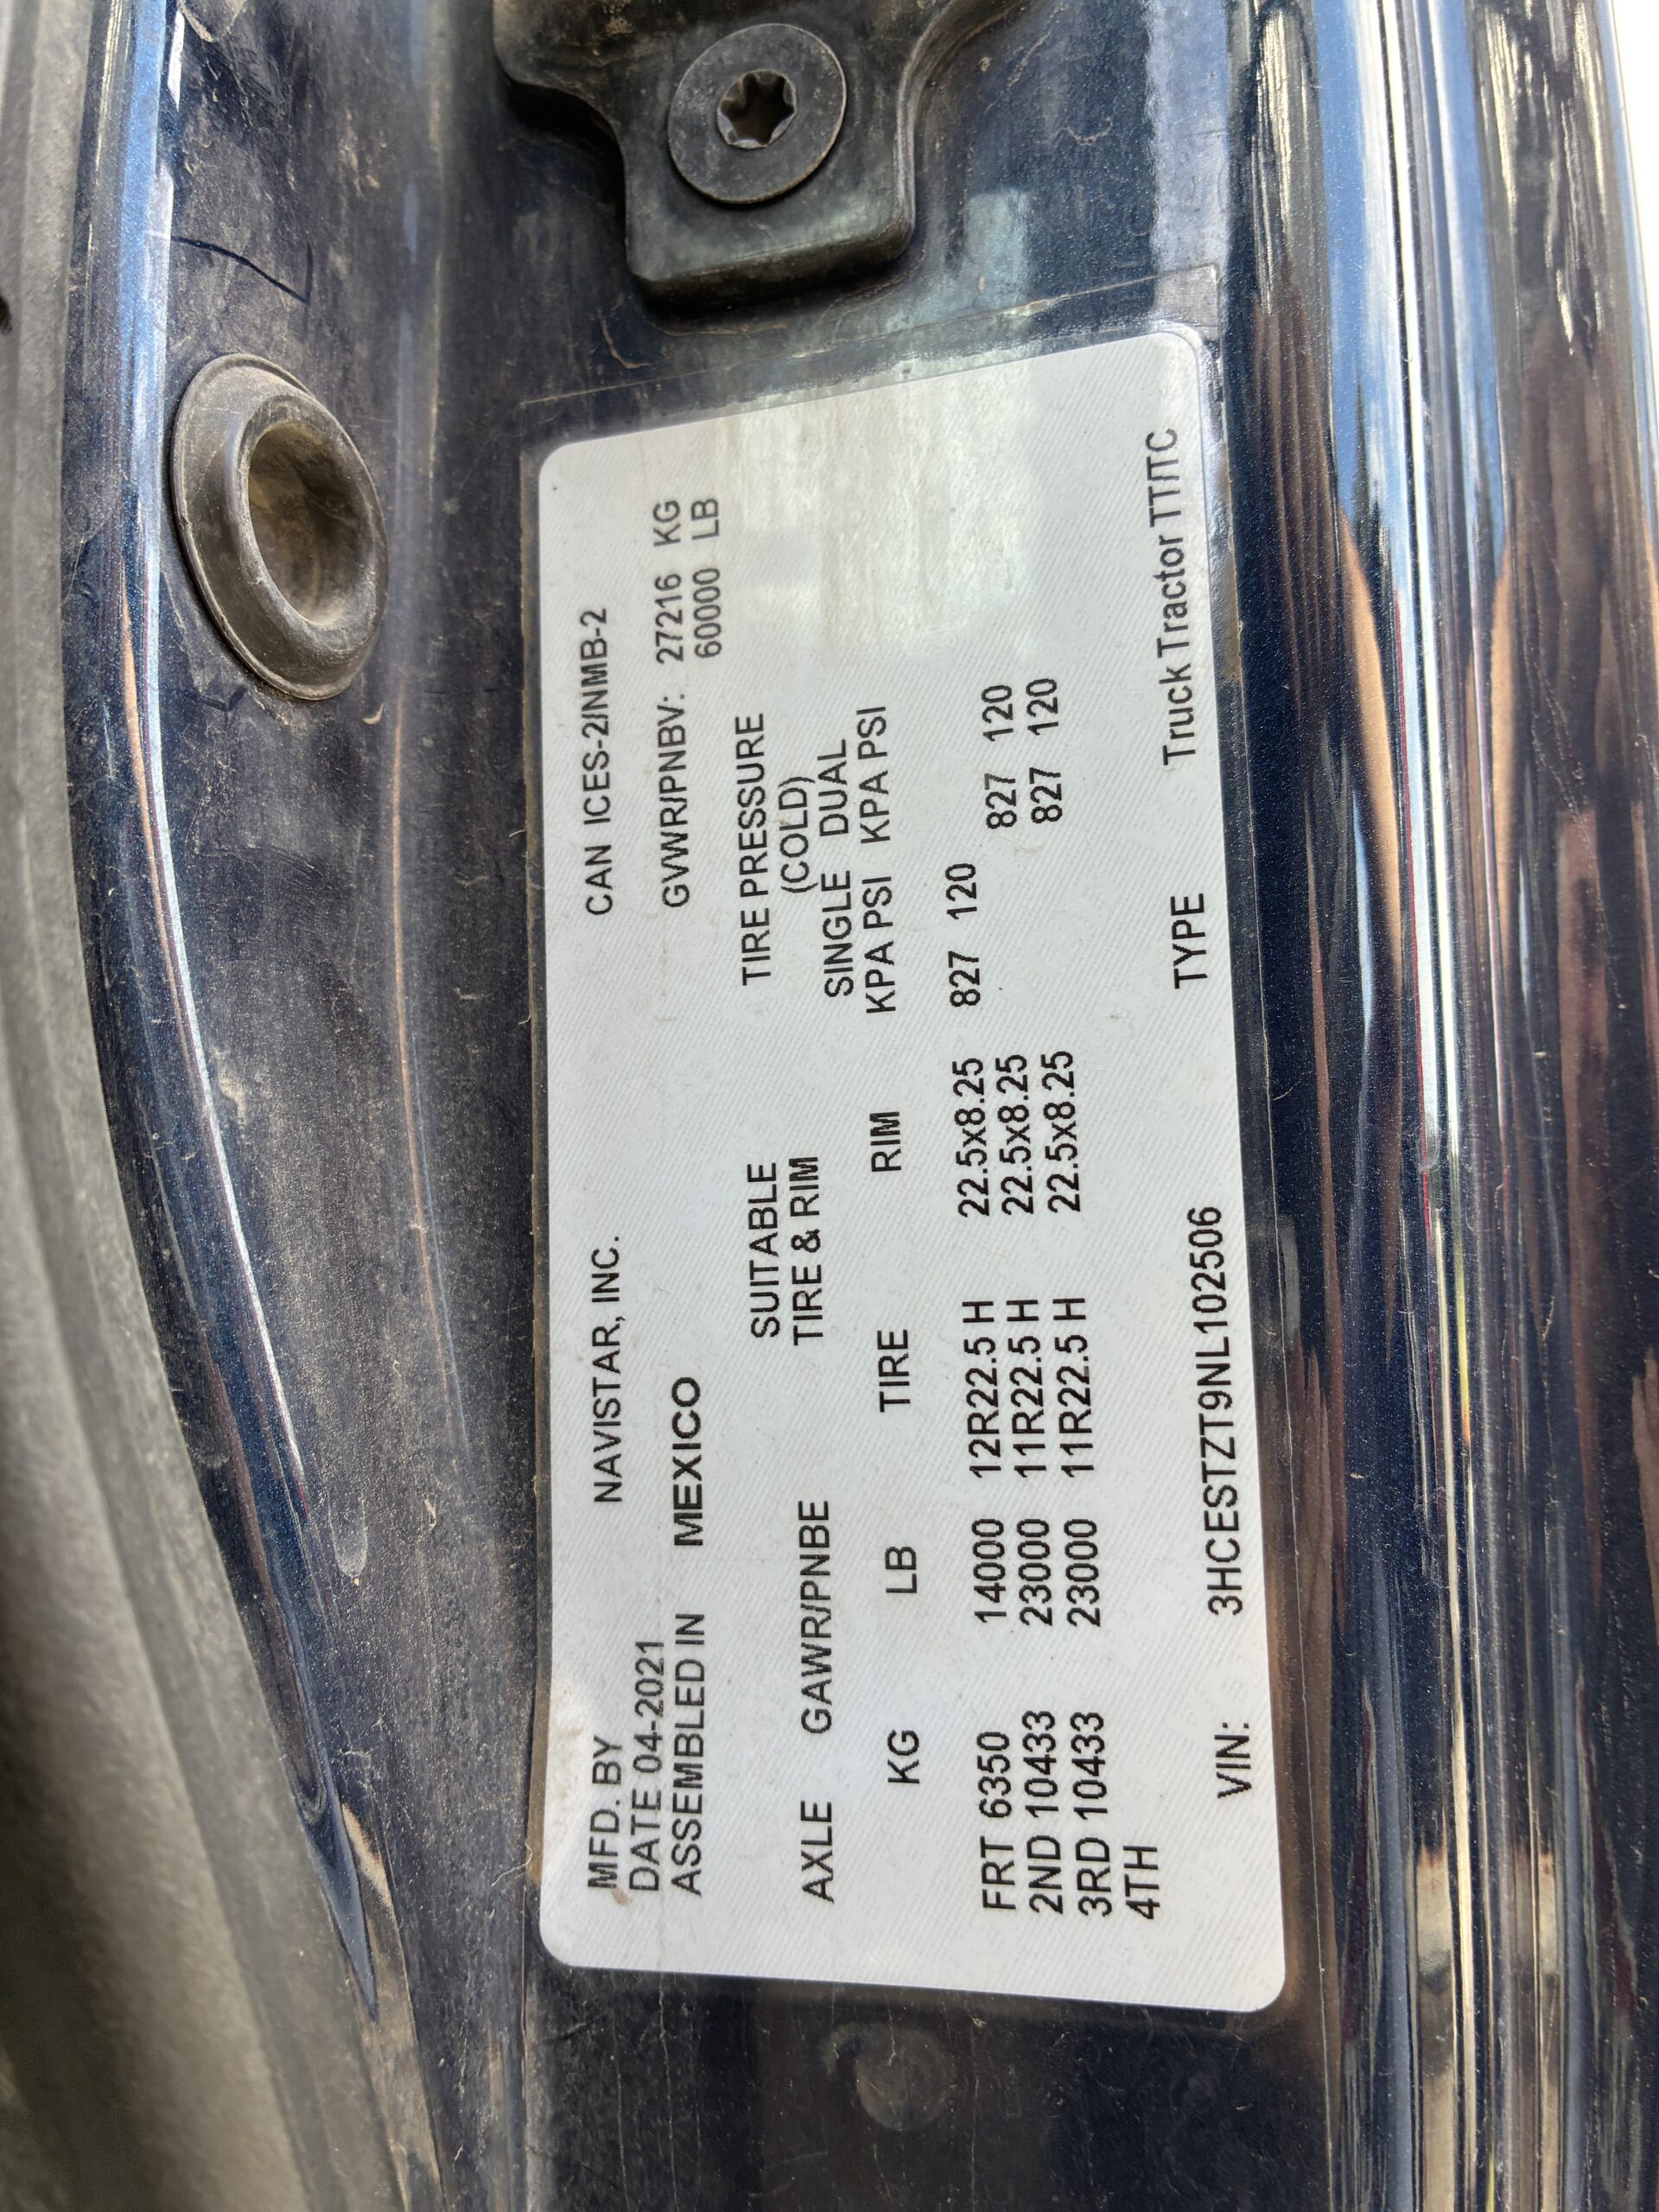 MFD. BY NAVISTAR, INC. CAN ICES-2/NMB-2
DATE 04-2021
ASSEMBLED IN MEXICO GVWR/PNBV: 27216 KG
60000 LB
SUITABLE TIRE PRESSURE
AXLE GAWR/PNBE TIRE & RIM (COLD)
SINGLE DUAL
KG LB TIRE RIM KPA PSI KPA PSI
FRT 6350 14000 12R22.5 H 22.5x8.25 827 120
2ND 10433 23000 11R22.5 H 22.5x8.25 827 120
3RD 10433 23000 11R22.5 H 22.5x8.25 827 120
4TH
VIN: 3HCESTZT9NL102506 TYPE Truck Tractor TT/TC